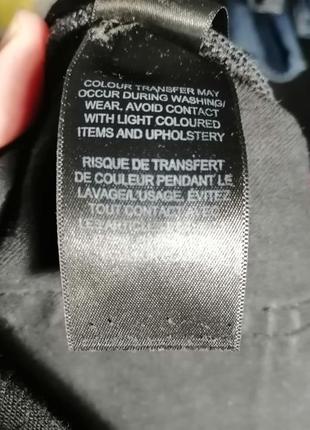 COLOUR TRANSFER MAY
OCCUR DURING WASHING/
WEAR. AVOID CONTACT
WITH LIGHT COLOURED
ITEMS AND UPHOLSTERY
RISQUE DE TRANSFERT
DE COULEUR PENDANT LE
LAVAGE/L'USAGE. EVITEZ
TOUT CONTACT AVEC